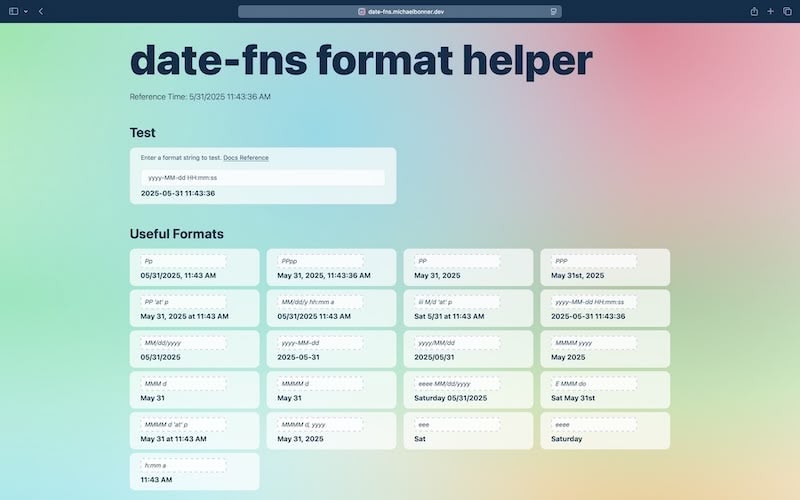 date-fns.michaelbonner.dev
date-fns format helper
Reference Time: 5/31/2025 11:43:36 AM
Test
Enter a format string to test. Docs Reference
yyyy-MM-dd HH:mm:ss
2025-05-31 11:43:36
Useful Formats
Pp
05/31/2025, 11:43 AM
PPpp
May 31, 2025, 11:43:36 AM
PP
May 31, 2025
PPP
May 31st, 2025
PP 'at' p
May 31, 2025 at 11:43 AM
MM/dd/y hh:mm a
05/31/2025 11:43 AM
iii M/d 'at' p
Sat 5/31 at 11:43 AM
yyyy-MM-dd HH:mm:ss
2025-05-31 11:43:36
MM/dd/yyyy
05/31/2025
yyyy-MM-dd
2025-05-31
yyyy/MM/dd
2025/05/31
MMMM yyyy
May 2025
MMM d
May 31
MMMM d
May 31
eeee MM/dd/yyyy
Saturday 05/31/2025
E MMM do
Sat May 31st
MMMM d 'at' p
May 31 at 11:43 AM
MMMM d, yyyy
May 31, 2025
eee
Sat
eeee
Saturday
h:mm a
11:43 AM